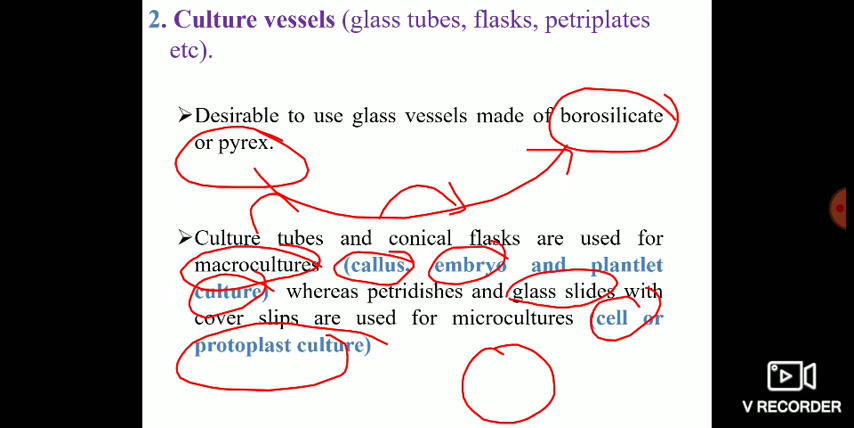 2. Culture vessels (glass tubes, flasks, petriplates
etc).
➢Desirable to use glass vessels made of borosilicate
or pyrex.
➢Culture tubes and conical flasks are used for
macrocultures (callus, embryo and plantlet
culture) whereas petridishes and glass slides with
cover slips are used for microcultures (cell or
protoplast culture)
V RECORDER